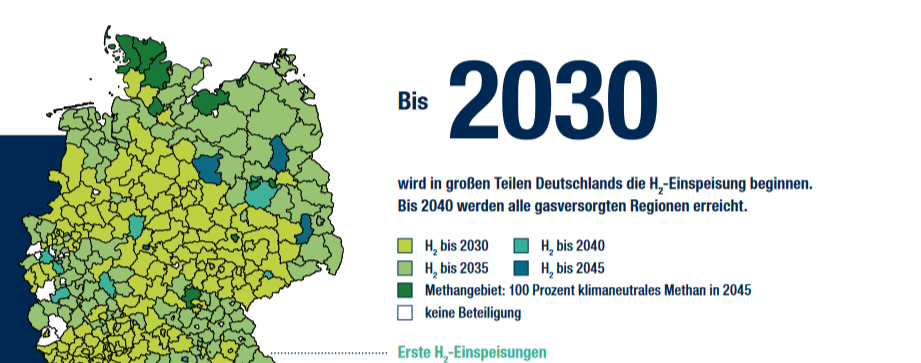 Bis 2030
wird in großen Teilen Deutschlands die H₂-Einspeisung beginnen.
Bis 2040 werden alle gasversorgten Regionen erreicht.
H₂ bis 2030
H₂ bis 2040
H₂ bis 2035
H₂ bis 2045
Methangebiet: 100 Prozent klimaneutrales Methan in 2045
keine Beteiligung
Erste H₂-Einspeisungen